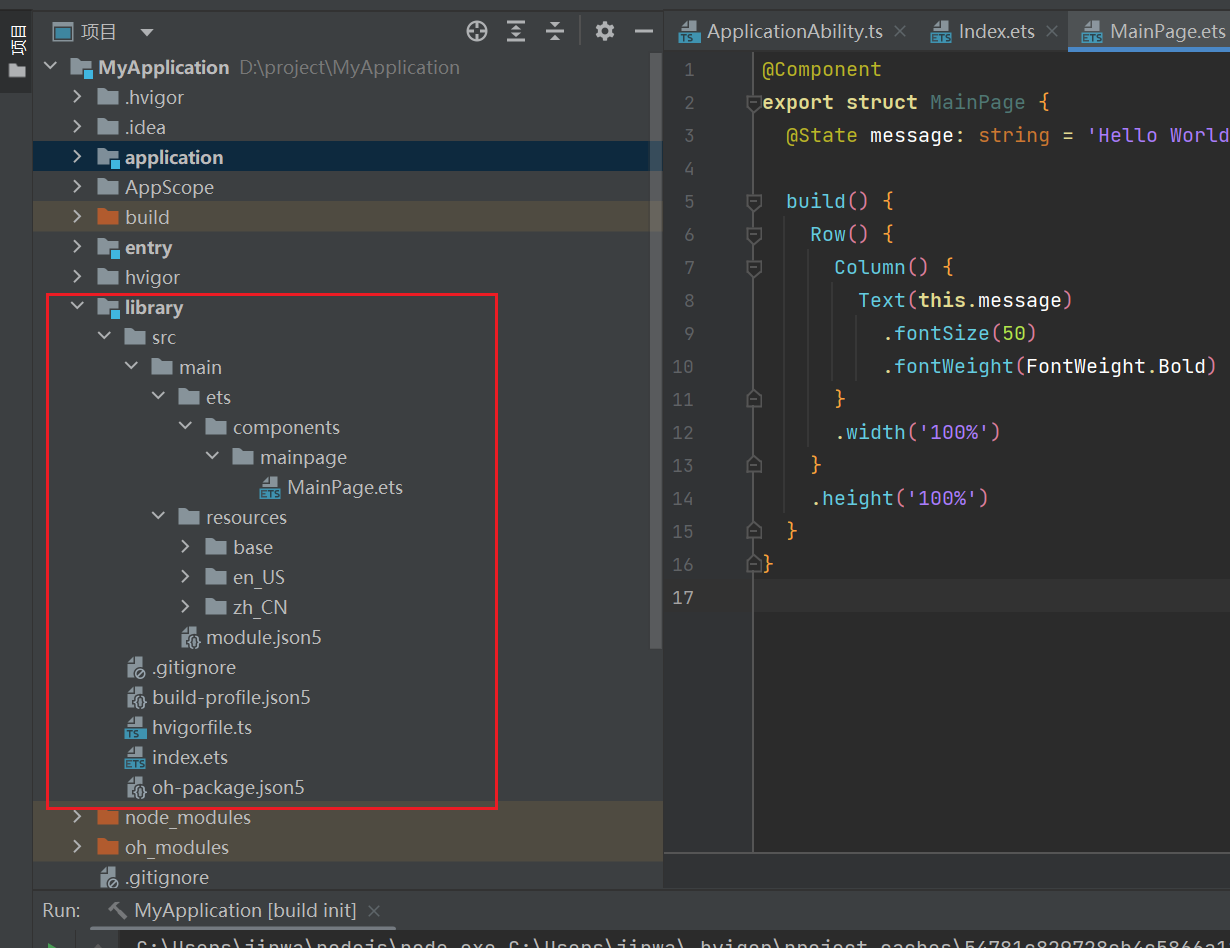 项目
项目
ApplicationAbility.ts
Index.ets
MainPage.ets
MyApplication D:\project\MyApplication
.hvigor
.idea
application
AppScope
build
entry
hvigor
library
src
main
ets
components
mainpage
MainPage.ets
resources
base
en_US
zh_CN
module.json5
.gitignore
build-profile.json5
hvigorfile.ts
index.ets
oh-package.json5
node_modules
oh_modules
.gitignore
1 @Component
2 export struct MainPage {
3 @State message: string = 'Hello World
4
5 build() {
6 Row() {
7 Column() {
8 Text(this.message)
9 .fontSize(50)
10 .fontWeight(FontWeight.Bold)
11 }
12 .width('100%')
13 }
14 .height('100%')
15 }
16 }
17
Run: MyApplication [build init]